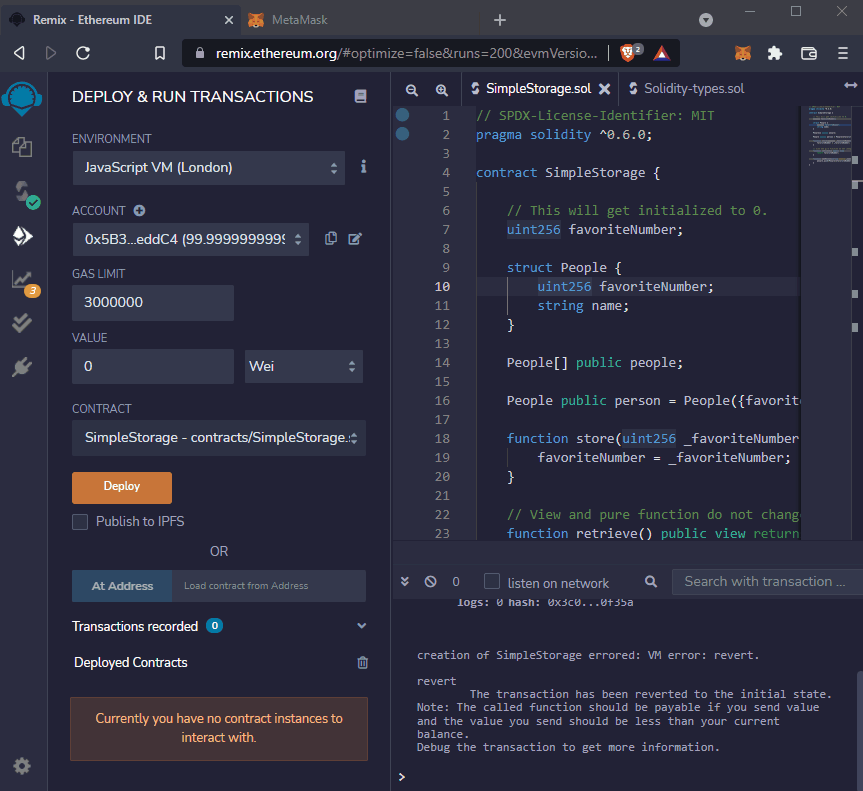 Remix - Ethereum IDE
MetaMask
remix.ethereum.org/#optimize=false&runs=200&evmVersio...
2
DEPLOY & RUN TRANSACTIONS
ENVIRONMENT
JavaScript VM (London)
i
ACCOUNT
0x5B3...eddC4 (99.9999999999
GAS LIMIT
3000000
VALUE
0
Wei
3
CONTRACT
SimpleStorage - contracts/SimpleStorage.s
Deploy
Publish to IPFS
OR
At Address
Load contract from Address
Transactions recorded 0
Deployed Contracts
Currently you have no contract instances to
interact with.
SimpleStorage.sol
Solidity-types.sol
1 // SPDX-License-Identifier: MIT
2 pragma solidity ^0.6.0;
3
4 contract SimpleStorage {
5
6 // This will get initialized to 0.
7 uint256 favoriteNumber;
8
9 struct People {
10 uint256 favoriteNumber;
11 string name;
12 }
13
14 People[] public people;
15
16 People public person = People({favorite
17
18 function store(uint256 _favoriteNumber
19 favoriteNumber = _favoriteNumber;
20 }
21
22 // View and pure function do not chang
23 function retrieve() public view return
0
listen on network
Search with transaction ...
logs: 0 hash: 0x3c0...0f35a
creation of SimpleStorage errored: VM error: revert.
revert
The transaction has been reverted to the initial state.
Note: The called function should be payable if you send value
and the value you send should be less than your current
balance.
Debug the transaction to get more information.
>